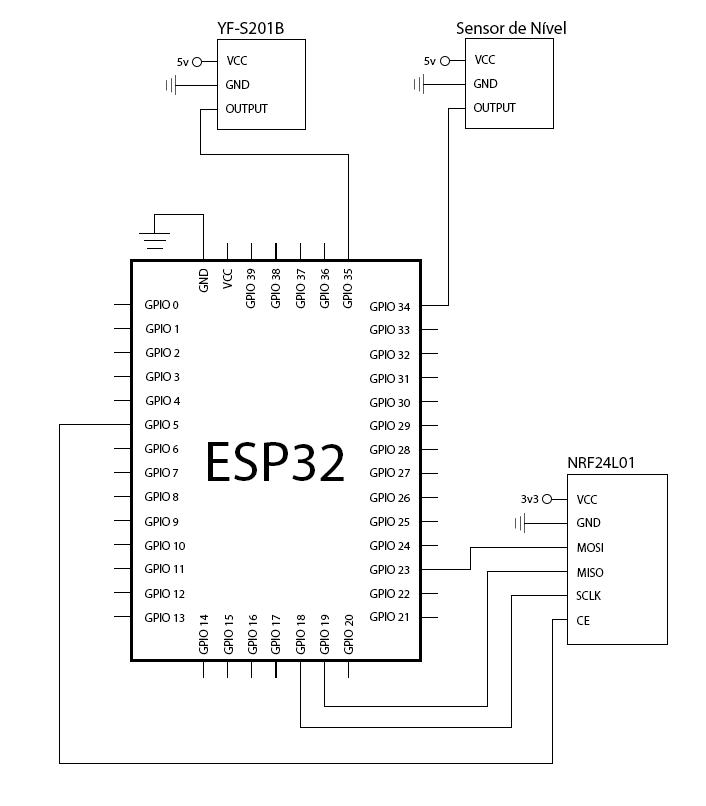 YF-S201B
5v
VCC
GND
OUTPUT
Sensor de Nível
5v
VCC
GND
OUTPUT
GND
VCC
GPIO 39
GPIO 38
GPIO 37
GPIO 36
GPIO 35
GPIO 0
GPIO 1
GPIO 2
GPIO 3
GPIO 4
GPIO 5
GPIO 6
GPIO 7
GPIO 8
GPIO 9
GPIO 10
GPIO 11
GPIO 12
GPIO 13
ESP32
GPIO 34
GPIO 33
GPIO 32
GPIO 31
GPIO 30
GPIO 29
GPIO 28
GPIO 27
GPIO 26
GPIO 25
GPIO 24
GPIO 23
GPIO 22
GPIO 21
GPIO 14
GPIO 15
GPIO 16
GPIO 17
GPIO 18
GPIO 19
GPIO 20
NRF24L01
3v3
VCC
GND
MOSI
MISO
SCLK
CE